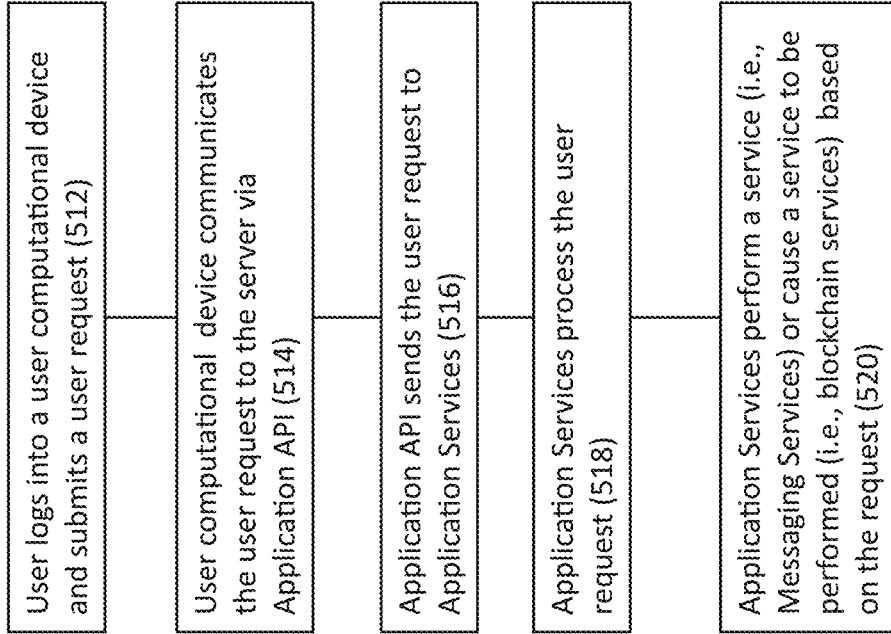 User logs into a user computational device
and submits a user request (512)
User computational device communicates
the user request to the server via
Application API (514)
Application API sends the user request to
Application Services (516)
Application Services process the user
request (518)
Application Services perform a service (i.e.,
Messaging Services) or cause a service to be
performed (i.e., blockchain services) based
on the request (520)